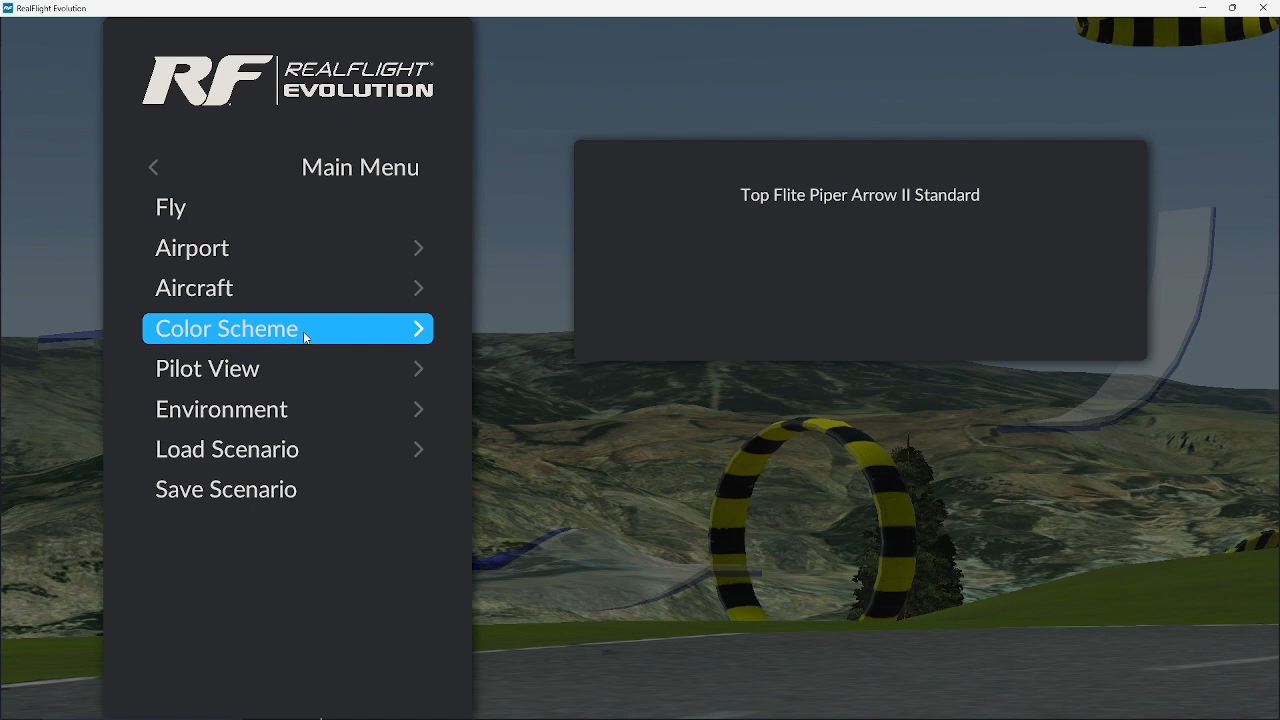 RealFlight Evolution
RF REALFLIGHT
EVOLUTION
Main Menu
Fly
Airport
Aircraft
Color Scheme
Pilot View
Environment
Load Scenario
Save Scenario
Top Flite Piper Arrow II Standard